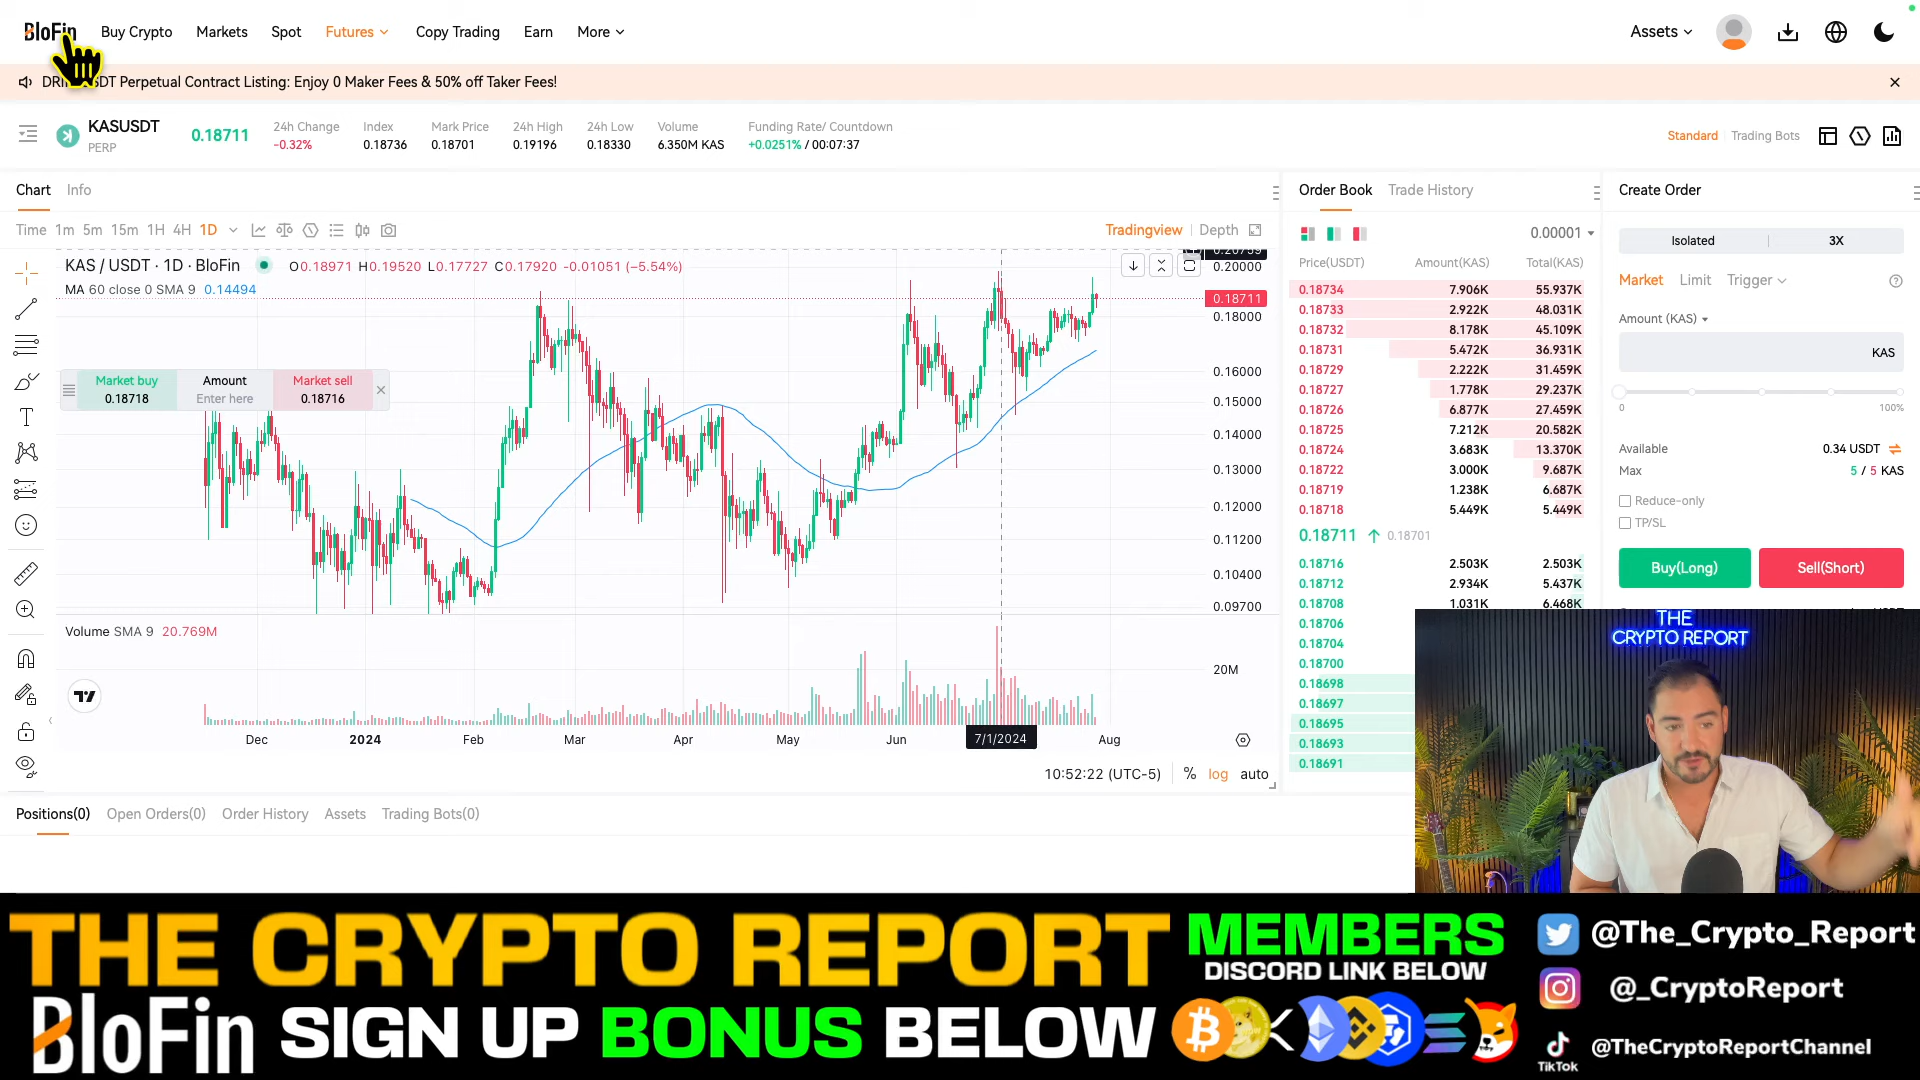 BloFin Buy Crypto Markets Spot Futures Copy Trading Earn More Assets
USDT Perpetual Contract Listing: Enjoy 0 Maker Fees & 50% off Taker Fees!
KASUSDT
PERP
0.18711
24h Change Index Mark Price 24h High 24h Low Volume Funding Rate/ Countdown
-0.32% 0.18736 0.18701 0.19196 0.18330 6.350M KAS +0.0251% / 00:07:37
Standard Trading Bots
Chart Info
Time 1m 5m 15m 1H 4H 1D
Tradingview Depth
KAS / USDT · 1D · BloFin O0.18971 H0.19520 L0.17727 C0.17920 -0.01051 (−5.54%)
MA 60 close 0 SMA 9 0.14494
Market buy Amount Market sell
0.18718 Enter here 0.18716
0.20000
0.18711
0.18000
0.16000
0.15000
0.14000
0.13000
0.12000
0.11200
0.10400
0.09700
Volume SMA 9 20.769M
20M
Dec 2024 Feb Mar Apr May Jun 7/1/2024 Aug
10:52:22 (UTC-5) % log auto
Order Book Trade History
0.00001
Price(USDT) Amount(KAS) Total(KAS)
0.18734 7.906K 55.937K
0.18733 2.922K 48.031K
0.18732 8.178K 45.109K
0.18731 5.472K 36.931K
0.18729 2.222K 31.459K
0.18727 1.778K 29.237K
0.18726 6.877K 27.459K
0.18725 7.212K 20.582K
0.18724 3.683K 13.370K
0.18722 3.000K 9.687K
0.18719 1.238K 6.687K
0.18718 5.449K 5.449K
0.18711 0.18701
0.18716 2.503K 2.503K
0.18712 2.934K 5.437K
0.18708 1.031K 6.468K
0.18706
0.18704
0.18700
0.18698
0.18697
0.18695
0.18693
0.18691
Create Order
Isolated 3X
Market Limit Trigger
Amount (KAS)
KAS
0 100%
Available 0.34 USDT
Max 5 / 5 KAS
Reduce-only
TP/SL
Buy(Long) Sell(Short)
Positions(0) Open Orders(0) Order History Assets Trading Bots(0)
THE
CRYPTO REPORT
THE CRYPTO REPORT
BloFin SIGN UP BONUS BELOW
MEMBERS
DISCORD LINK BELOW
@The_Crypto_Report
@_CryptoReport
TikTok @TheCryptoReportChannel